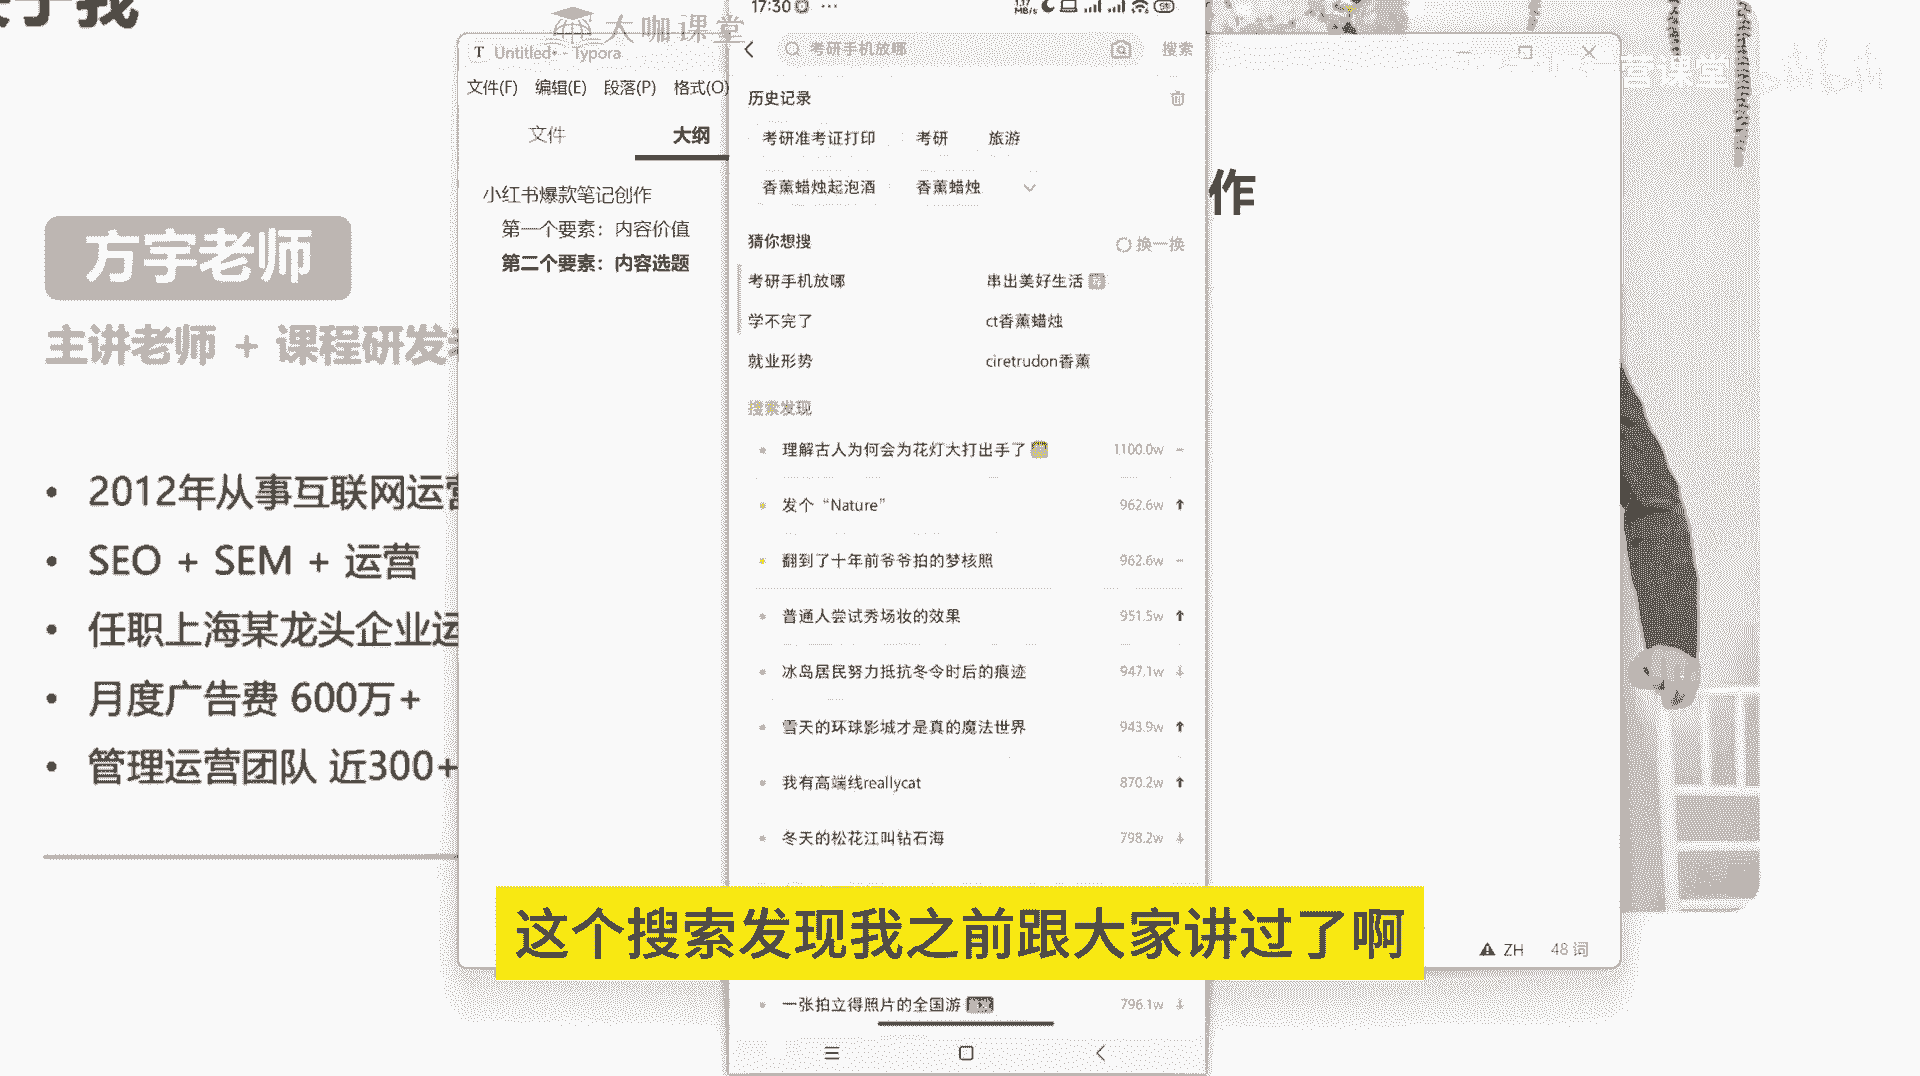 关于我
方宇老师
主讲老师 + 课程研发
• 2012年从事互联网运营
• SEO + SEM + 运营
• 任职上海某龙头企业运
• 月度广告费 600万+
• 管理运营团队 近300+
大咖课堂
营课堂
bilibili
Untitled• - Typora
文件(F) 编辑(E) 段落(P) 格式(O)
文件 大纲
小红书爆款笔记创作
第一个要素：内容价值
第二个要素：内容选题
作
17:30
考研手机放哪 搜索
历史记录
考研准考证打印 考研 旅游
香薰蜡烛起泡酒 香薰蜡烛
猜你想搜 换一换
考研手机放哪 串出美好生活
学不完了 ct香薰蜡烛
就业形势 ciretrudon香薰
搜索发现
理解古人为何会为花灯大打出手了 1100.0w
发个“Nature” 962.6w
翻到了十年前爷爷拍的梦核照 962.6w
普通人尝试秀场妆的效果 951.5w
冰岛居民努力抵抗冬令时后的痕迹 947.1w
雪天的环球影城才是真的魔法世界 943.9w
我有高端线reallycat 870.2w
冬天的松花江叫钻石海 798.2w
这个搜索发现我之前跟大家讲过了啊
一张拍立得照片的全国游 796.1w
ZH 48 词